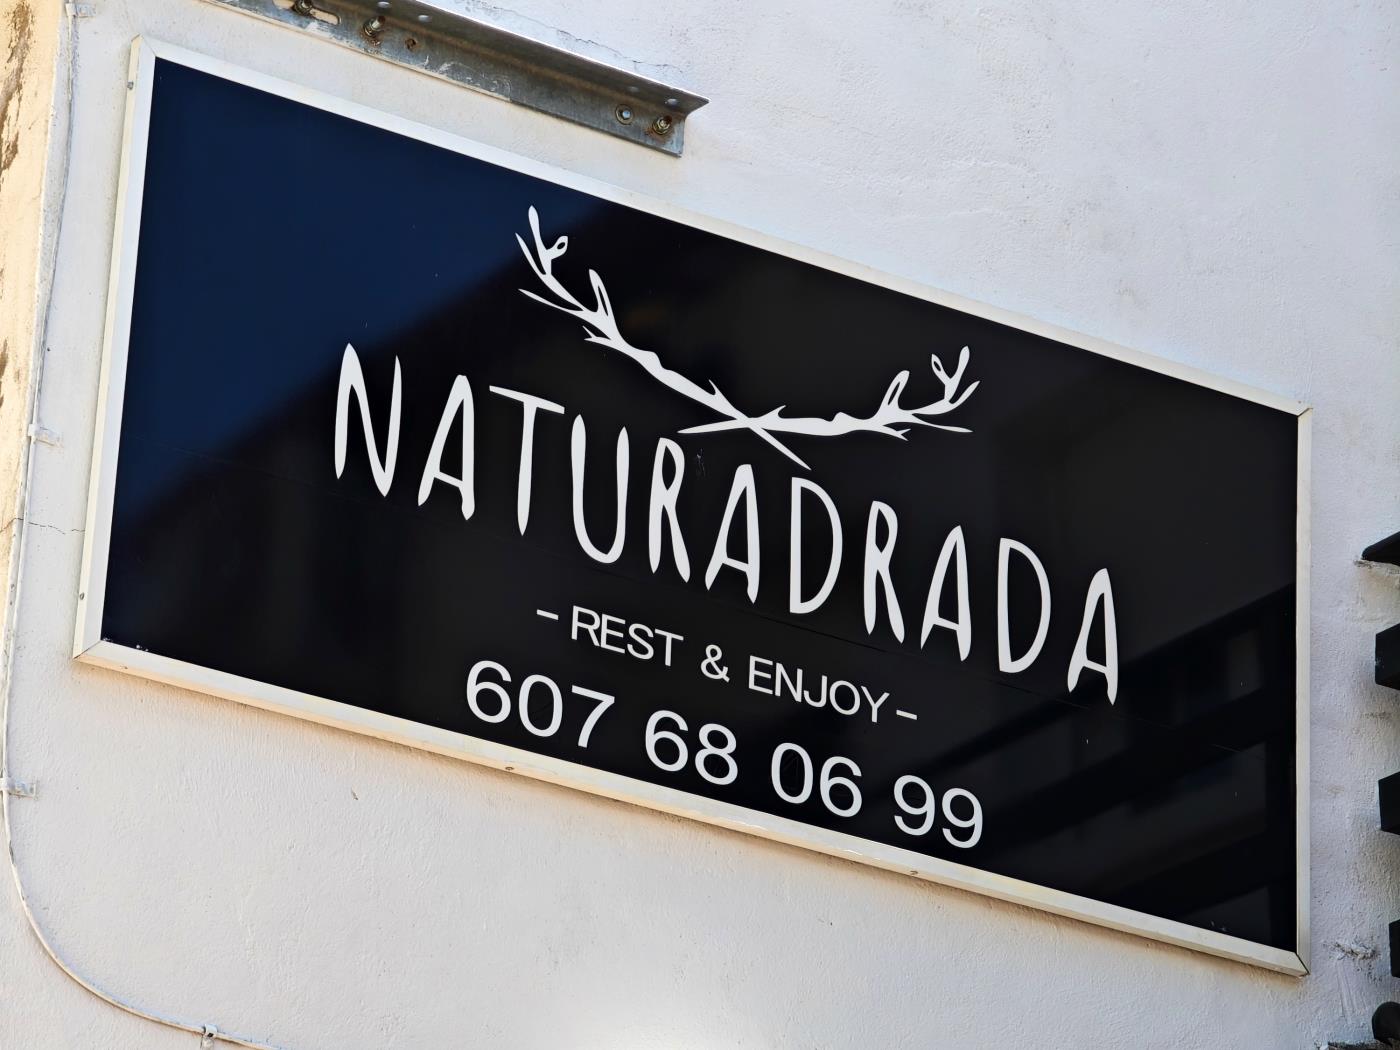 NATURADRADA
- REST & ENJOY -
607 68 06 99